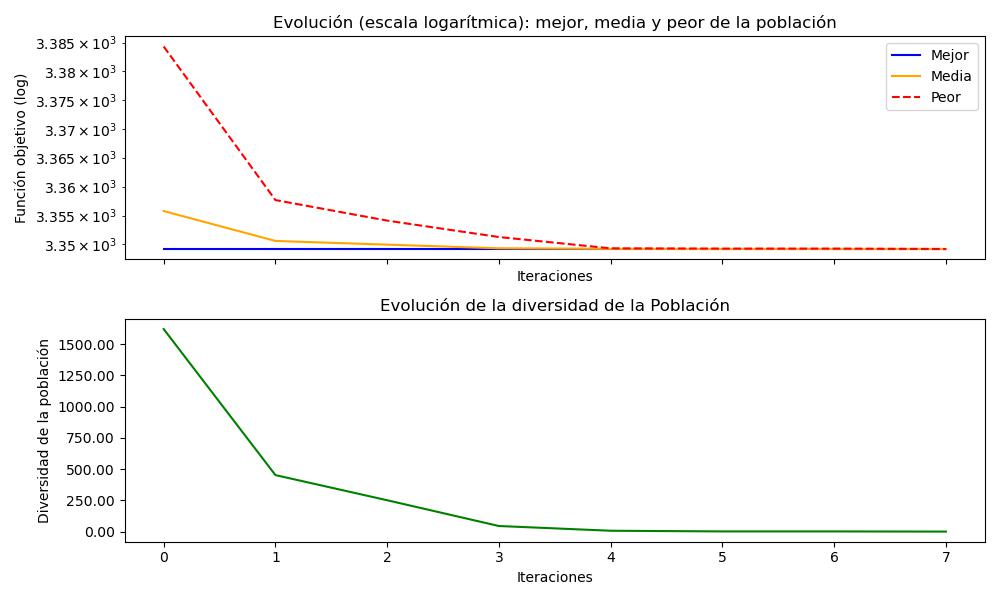 Evolución (escala logarítmica): mejor, media y peor de la población
Función objetivo (log)
3.385 × 10³
3.38 × 10³
3.375 × 10³
3.37 × 10³
3.365 × 10³
3.36 × 10³
3.355 × 10³
3.35 × 10³
Mejor
Media
Peor
Iteraciones
Evolución de la diversidad de la Población
Diversidad de la población
1500.00
1250.00
1000.00
750.00
500.00
250.00
0.00
0 1 2 3 4 5 6 7
Iteraciones